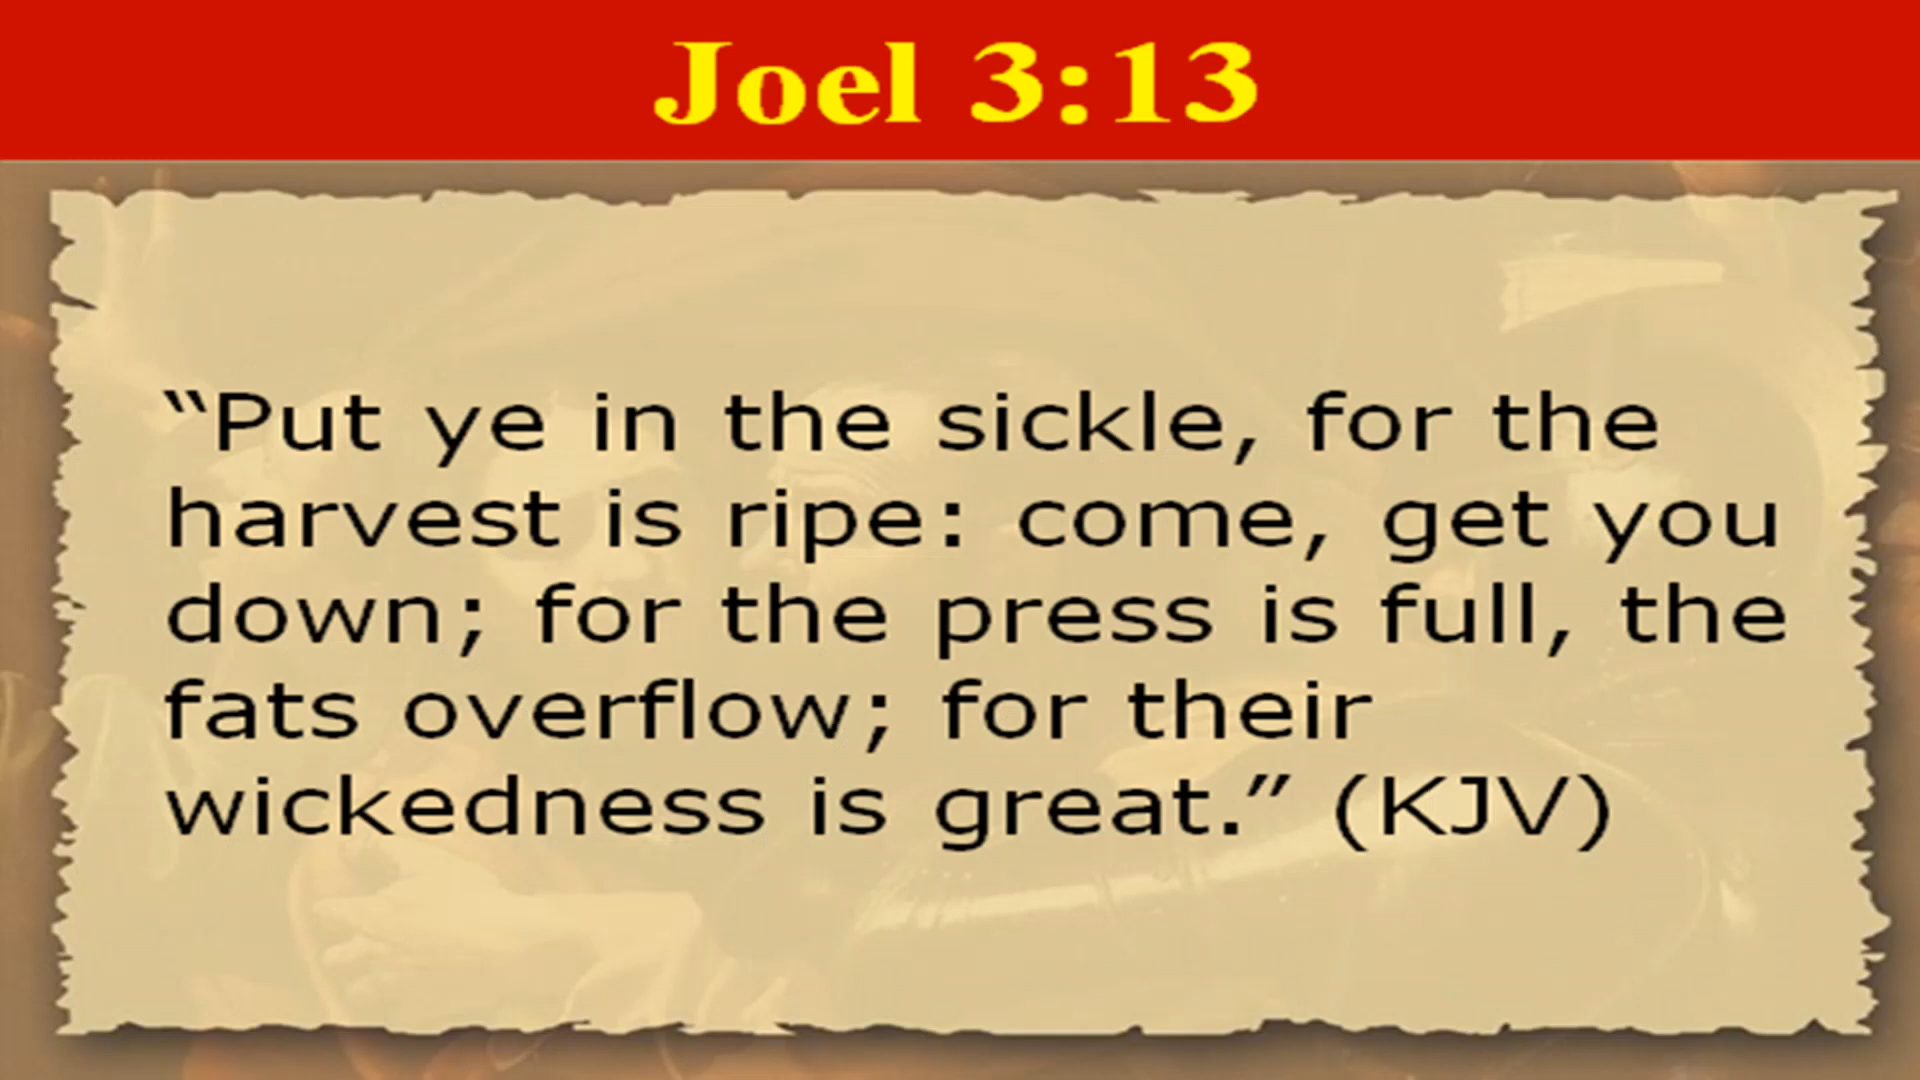 Joel 3:13
“Put ye in the sickle, for the
harvest is ripe: come, get you
down; for the press is full, the
fats overflow; for their
wickedness is great.” (KJV)